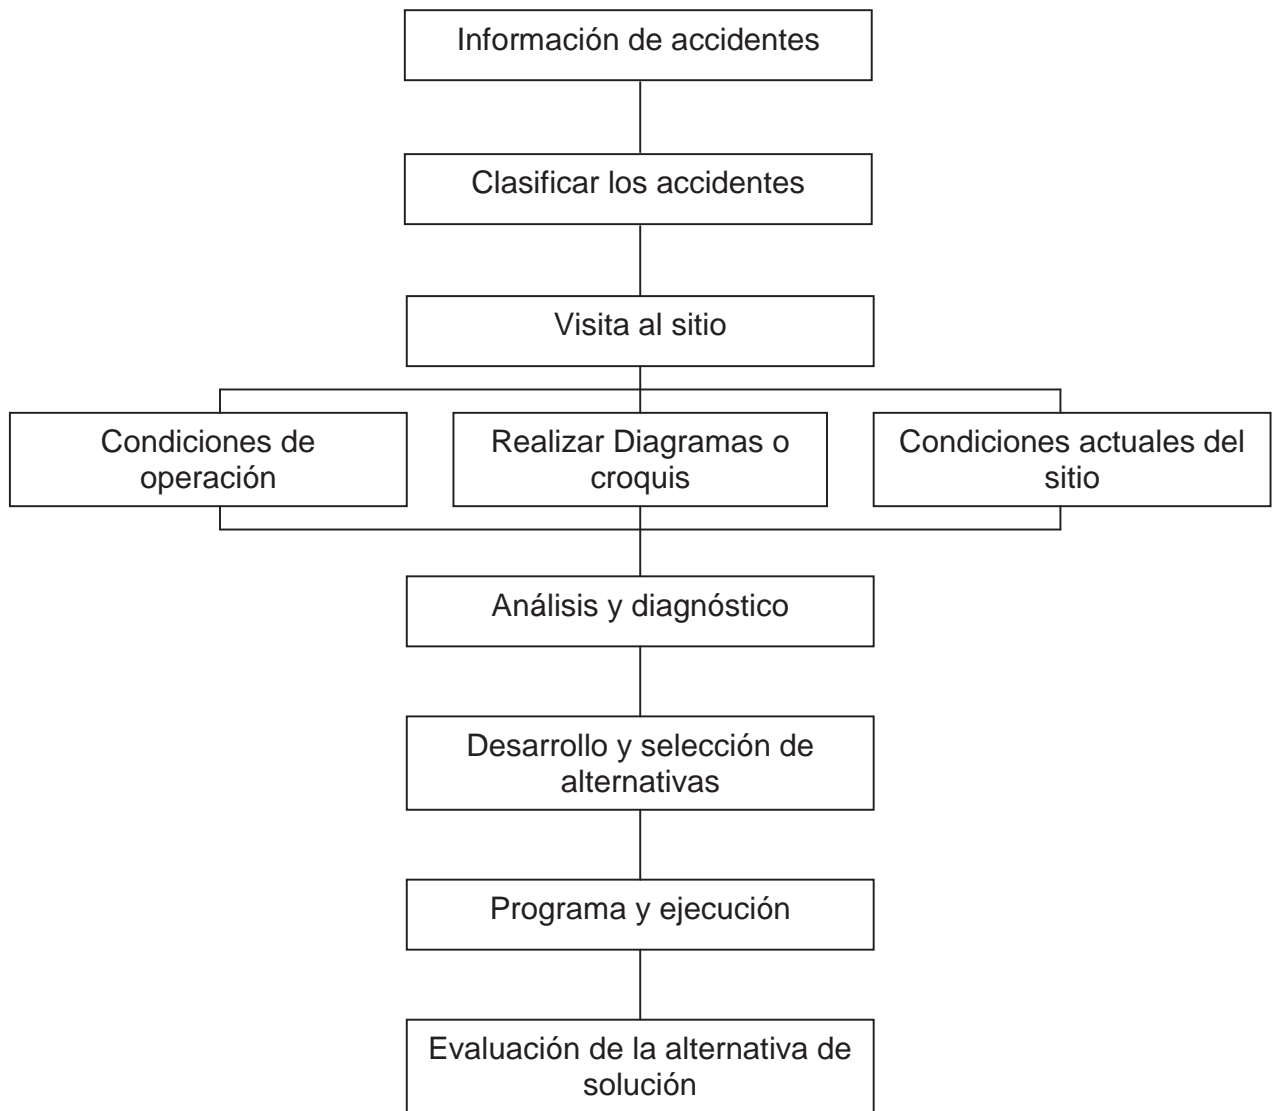 Información de accidentes
Clasificar los accidentes
Visita al sitio
Condiciones de
operación
Realizar Diagramas o
croquis
Condiciones actuales del
sitio
Análisis y diagnóstico
Desarrollo y selección de
alternativas
Programa y ejecución
Evaluación de la alternativa de
solución